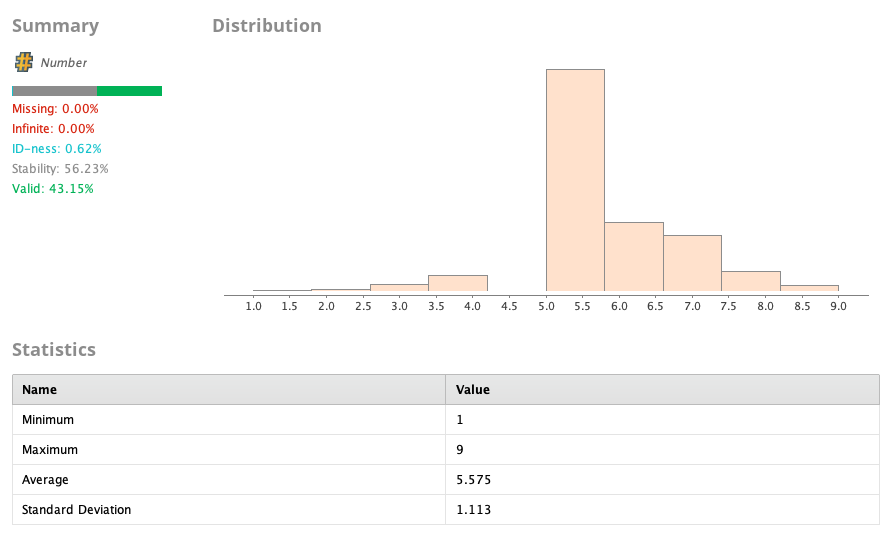 Summary
Distribution
# Number
Missing: 0.00%
Infinite: 0.00%
ID-ness: 0.62%
Stability: 56.23%
Valid: 43.15%
1.0 1.5 2.0 2.5 3.0 3.5 4.0 4.5 5.0 5.5 6.0 6.5 7.0 7.5 8.0 8.5 9.0
Statistics
Name Value
Minimum 1
Maximum 9
Average 5.575
Standard Deviation 1.113